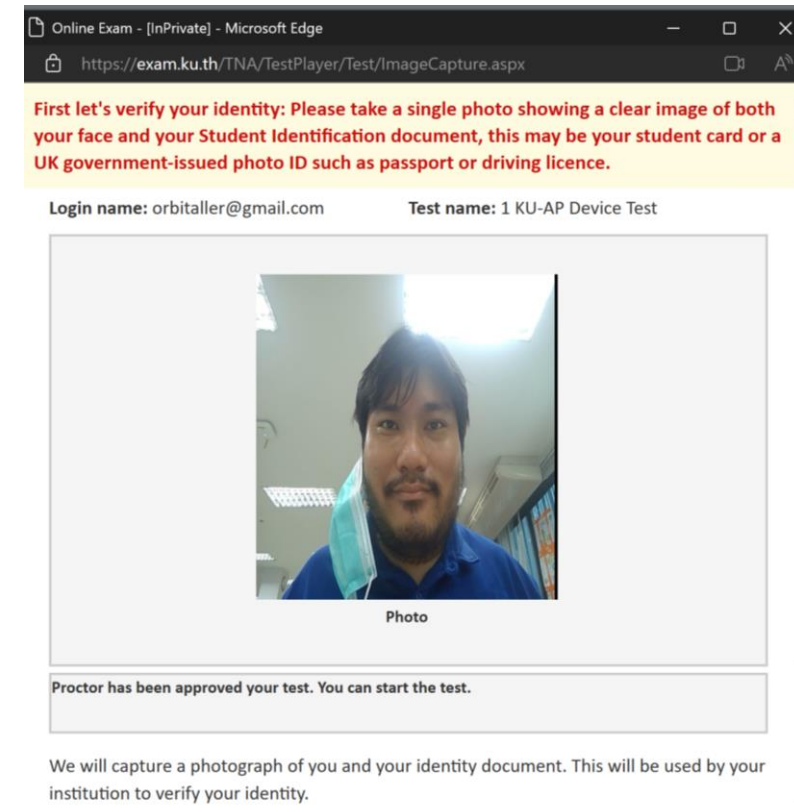 Online Exam - [InPrivate] - Microsoft Edge
https://exam.ku.th/TNA/TestPlayer/Test/ImageCapture.aspx
First let's verify your identity: Please take a single photo showing a clear image of both
your face and your Student Identification document, this may be your student card or a
UK government-issued photo ID such as passport or driving licence.
Login name: orbitaller@gmail.com Test name: 1 KU-AP Device Test
Photo
Proctor has been approved your test. You can start the test.
We will capture a photograph of you and your identity document. This will be used by your
institution to verify your identity.